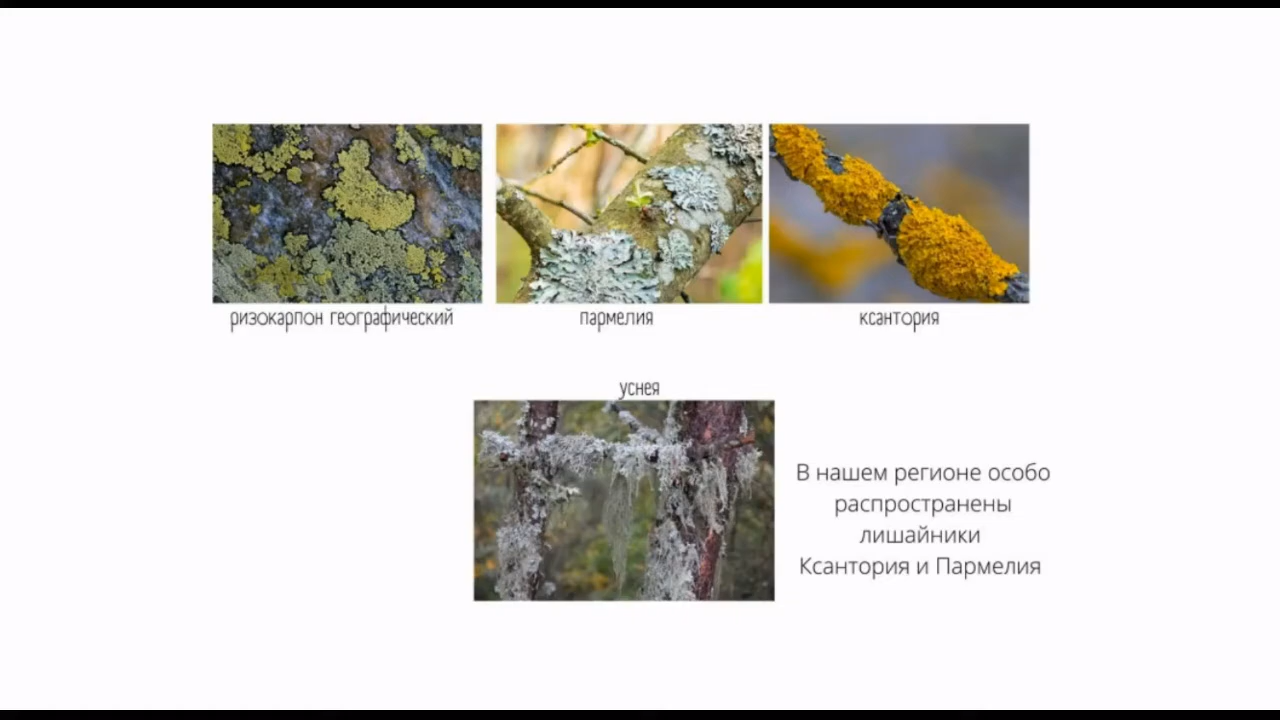 ризокарпон географический
пармелия
ксантория
уснея
В нашем регионе особо
распространены
лишайники
Ксантория и Пармелия